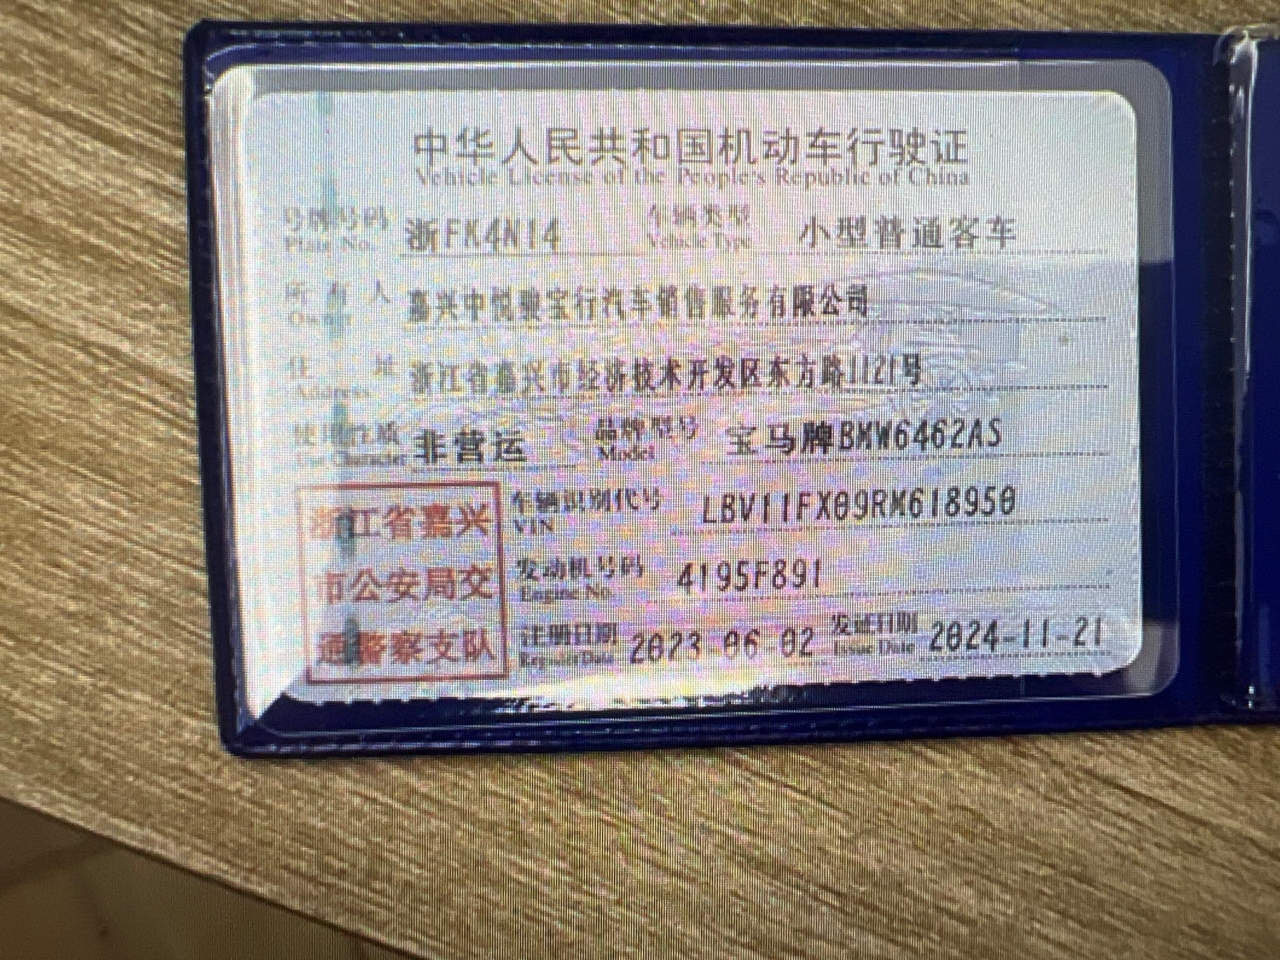 中华人民共和国机动车行驶证
Vehicle License of the People's Republic of China
号牌号码 浙FK4N14 车辆类型 小型普通客车
Plate No. Vehicle Type
所有人 嘉兴中悦骏宝行汽车销售服务有限公司
Owner
住址 浙江省嘉兴市经济技术开发区东方路1121号
Address
使用性质 非营运 品牌型号 宝马牌BMW6462AS
Use Character Model
浙江省嘉兴 车辆识别代号 LBV11FX09RM618950
VIN
市公安局交 发动机号码 4195F891
Engine No.
通警察支队 注册日期 2023-06-02 发证日期 2024-11-21
Register Date Issue Date